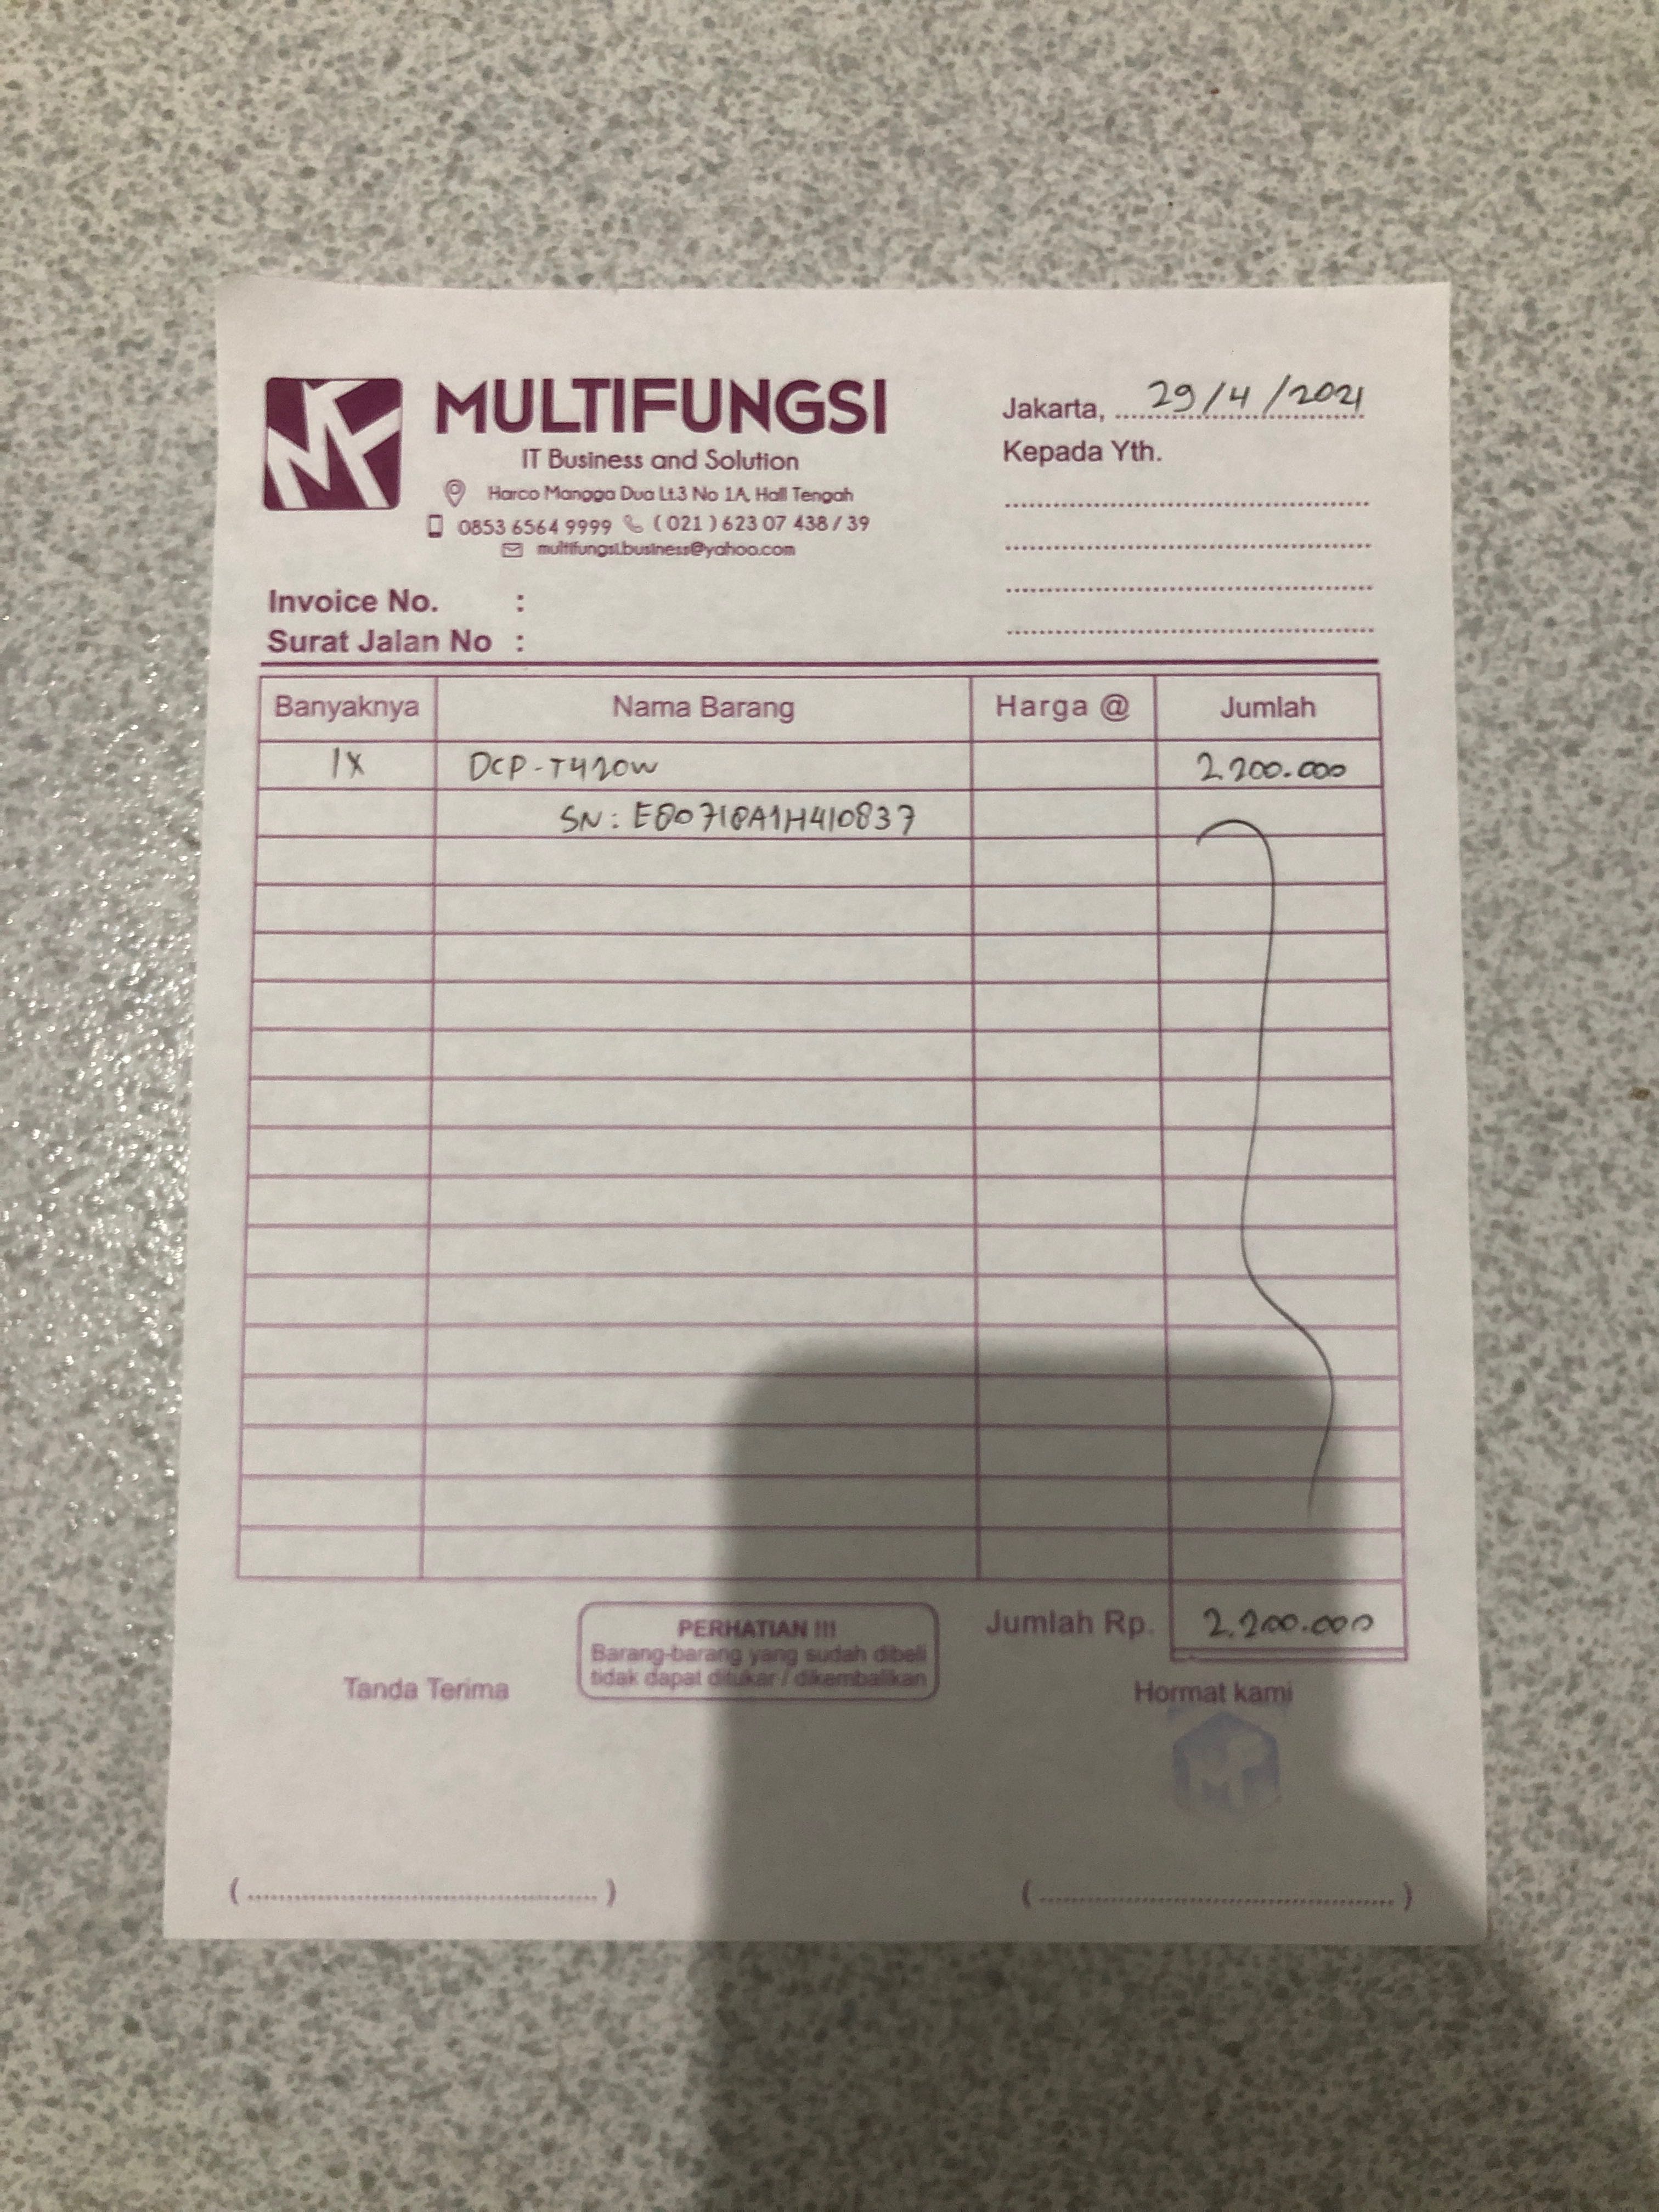 MULTIFUNGSI
IT Business and Solution
Harco Mangga Dua Lt.3 No 1A, Hall Tengah
0853 6564 9999 ( 021 ) 623 07 438 / 39
multifungsi.business@yahoo.com
Jakarta, 29/4/2021
Kepada Yth.
Invoice No. :
Surat Jalan No :
Banyaknya Nama Barang Harga @ Jumlah
1X DCP-T420W 2.200.000
SN: E80718A1H410837
Jumlah Rp. 2.200.000
PERHATIAN !!!
Barang-barang yang sudah dibeli
tidak dapat ditukar / dikembalikan
Tanda Terima Hormat kami